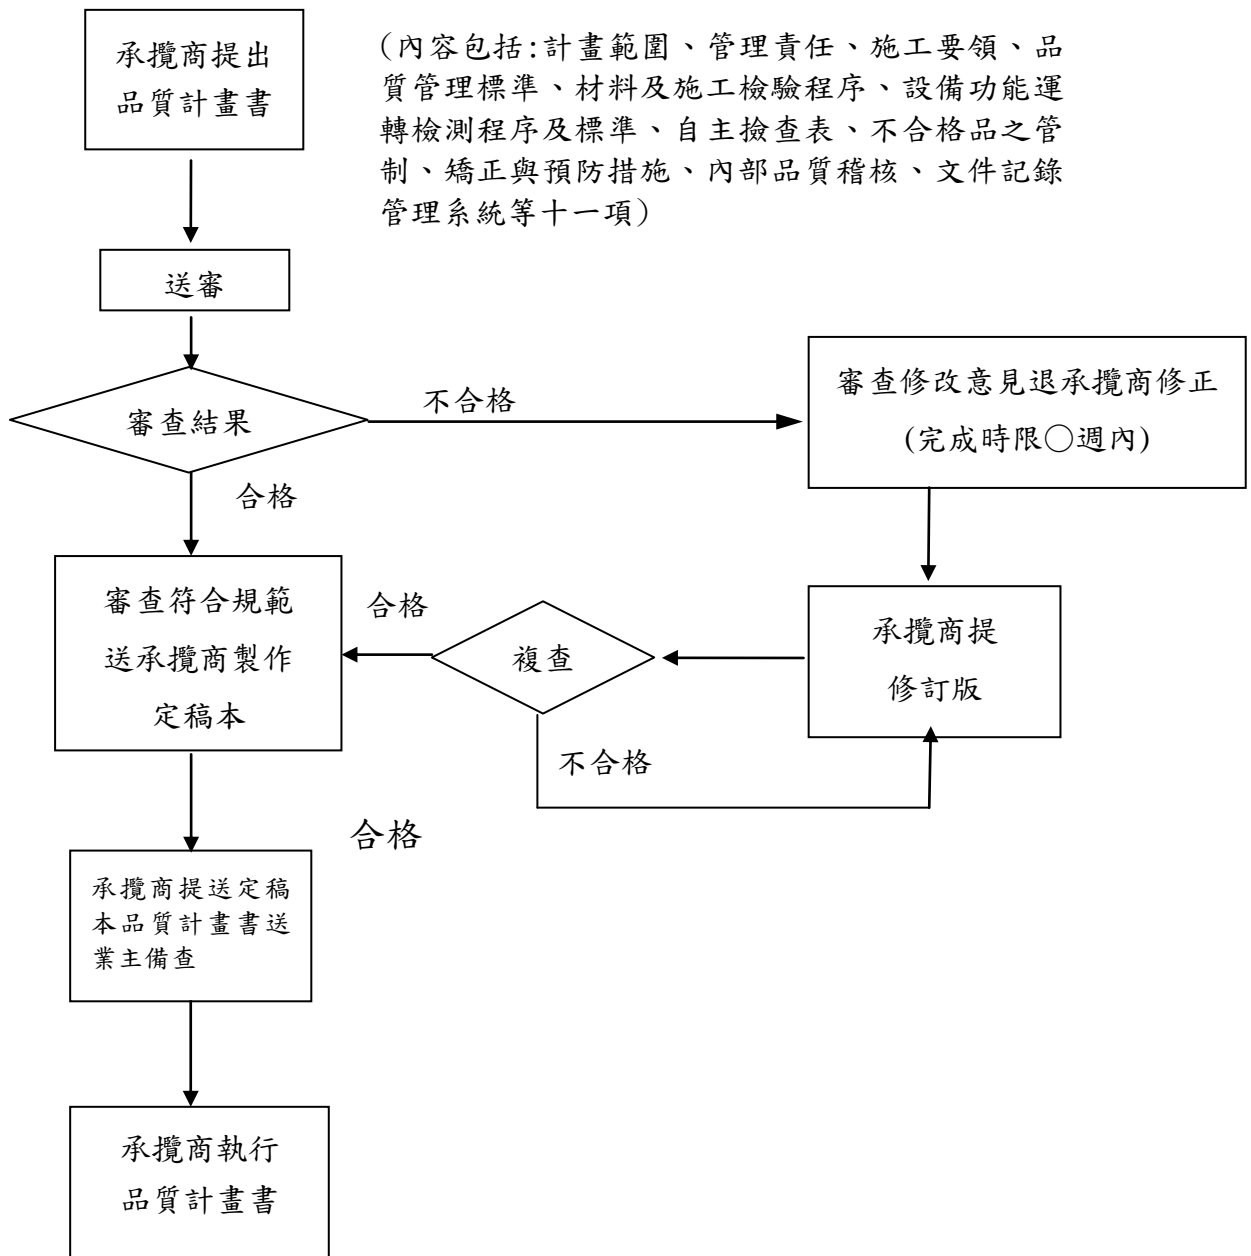 承攬商提出
品質計畫書
(內容包括:計畫範圍、管理責任、施工要領、品
質管理標準、材料及施工檢驗程序、設備功能運
轉檢測程序及標準、自主撿查表、不合格品之管
制、矯正與預防措施、內部品質稽核、文件記錄
管理系統等十一項)
送審
審查結果
不合格
審查修改意見退承攬商修正
(完成時限○週內)
合格
審查符合規範
送承攬商製作
定稿本
合格
複查
承攬商提
修訂版
不合格
合格
承攬商提送定稿
本品質計畫書送
業主備查
承攬商執行
品質計畫書